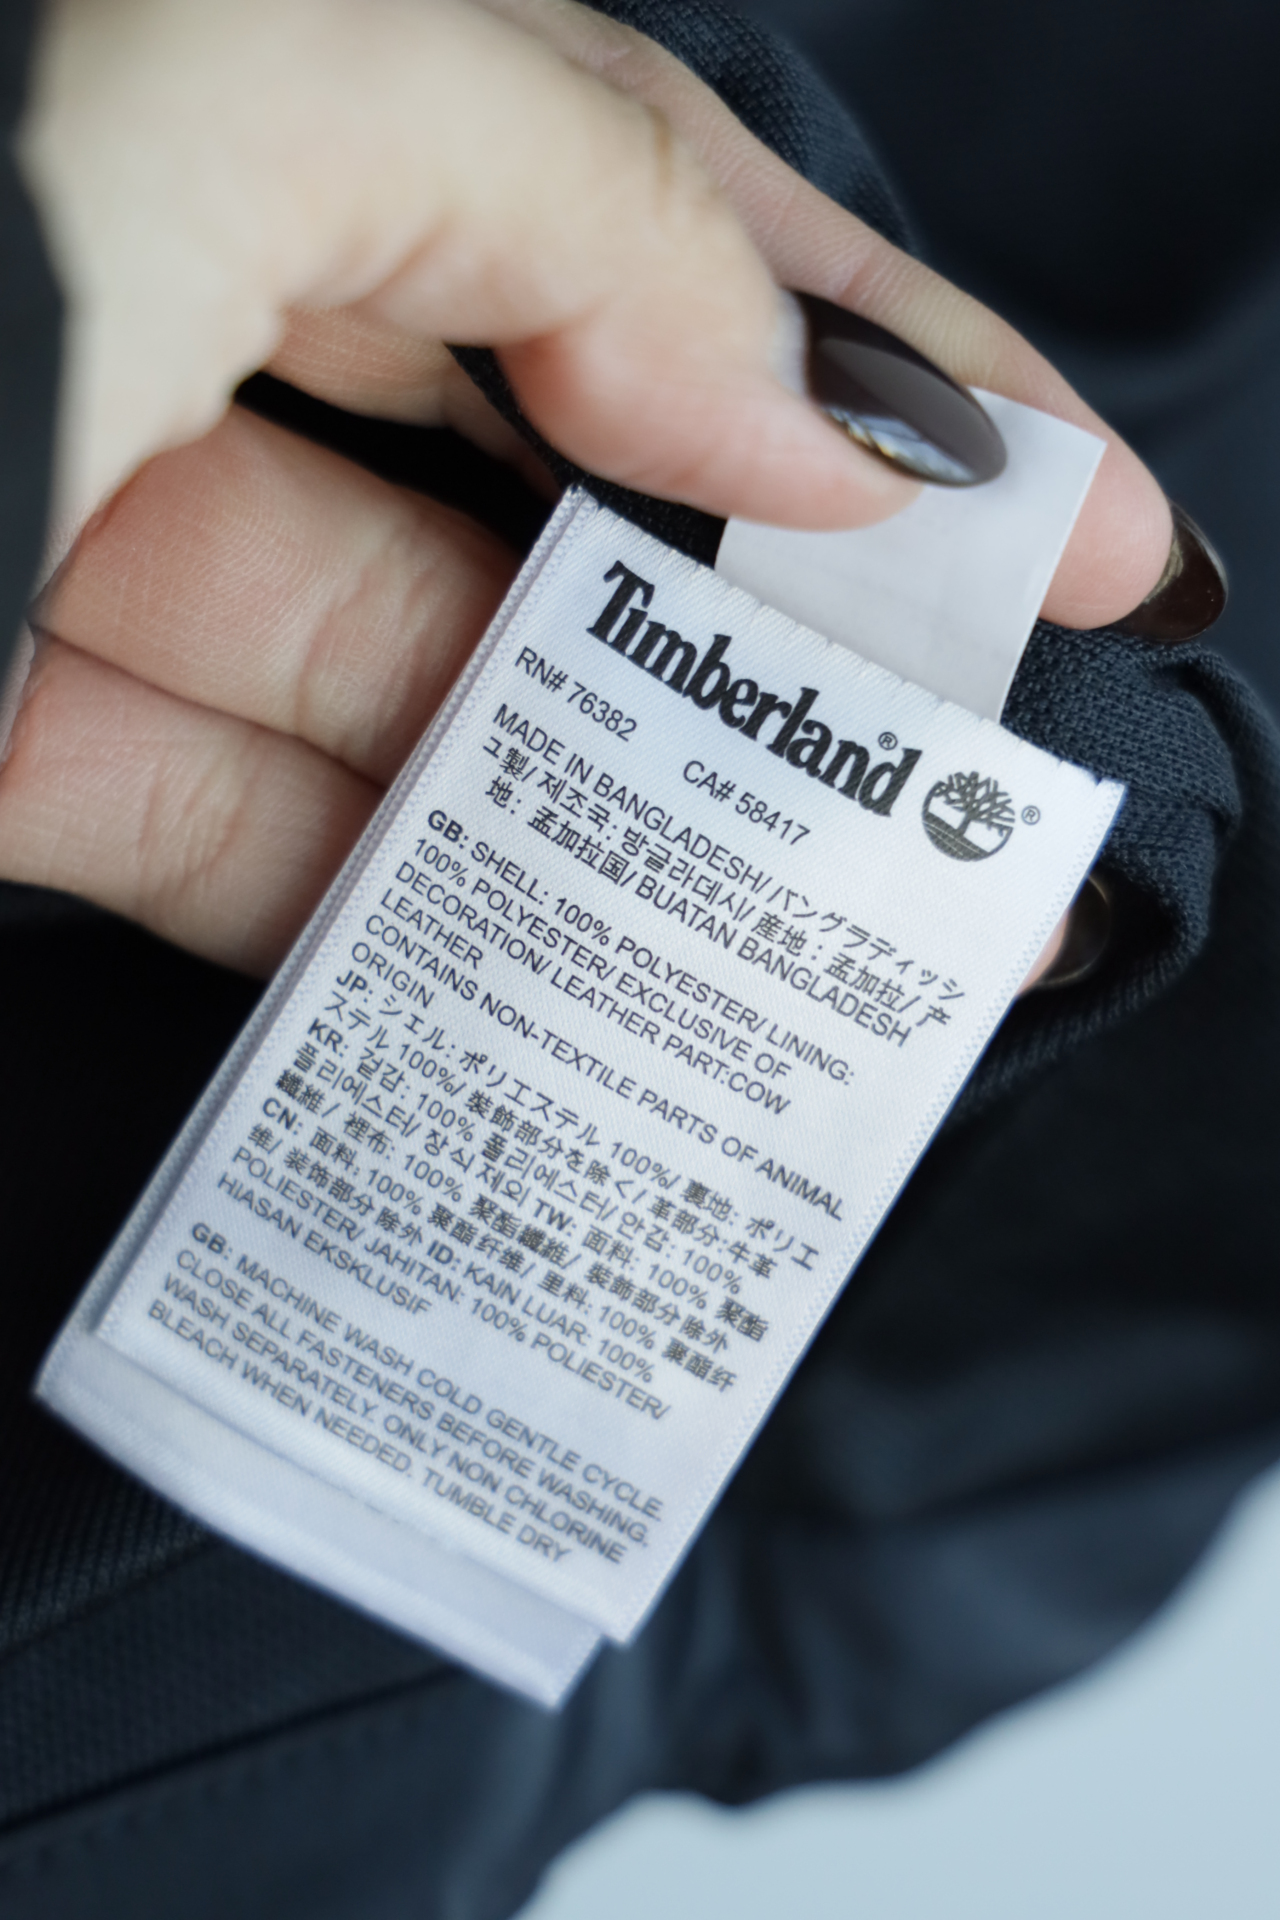 Timberland®
®
RN# 76382 CA# 58417
MADE IN BANGLADESH/ バングラディッシ
ュ製/ 제조국: 방글라데시/ 産地 : 孟加拉/ 产
地 : 孟加拉国/ BUATAN BANGLADESH
GB: SHELL: 100% POLYESTER/ LINING:
100% POLYESTER/ EXCLUSIVE OF
DECORATION/ LEATHER PART:COW
LEATHER
CONTAINS NON-TEXTILE PARTS OF ANIMAL
ORIGIN
JP: シェル: ポリエステル 100%/ 裏地: ポリエ
ステル 100%/ 装飾部分を除く/ 革部分:牛革
KR: 겉감: 100% 폴리에스터/ 안감: 100%
폴리에스터/ 장식 제외 TW: 面料: 100% 聚酯
纖維/ 裡布: 100% 聚酯纖維/ 裝飾部分除外
CN: 面料: 100% 聚酯纤维/ 里料: 100% 聚酯纤
维/ 装饰部分除外 ID: KAIN LUAR: 100%
POLIESTER/ JAHITAN: 100% POLIESTER/
HIASAN EKSKLUSIF
GB: MACHINE WASH COLD GENTLE CYCLE.
CLOSE ALL FASTENERS BEFORE WASHING.
WASH SEPARATELY. ONLY NON CHLORINE
BLEACH WHEN NEEDED. TUMBLE DRY